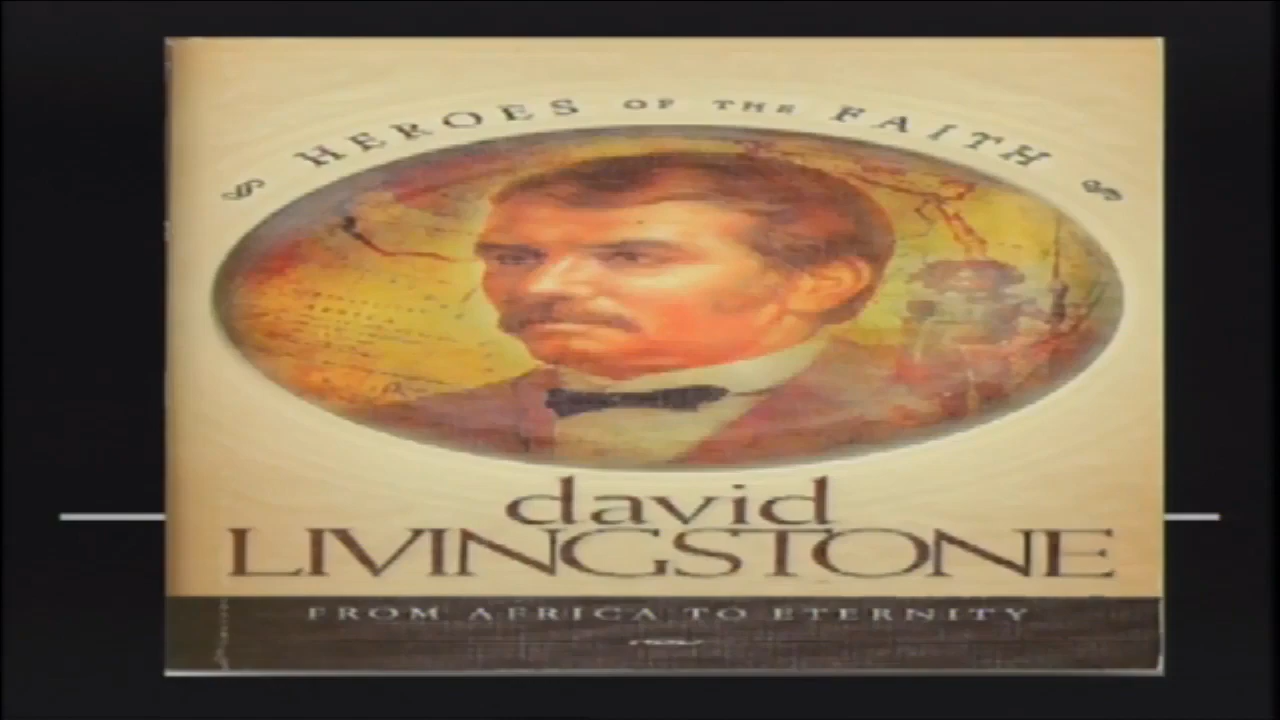 HEROES OF THE FAITH
david
LIVINGSTONE
FROM AFRICA TO ETERNITY